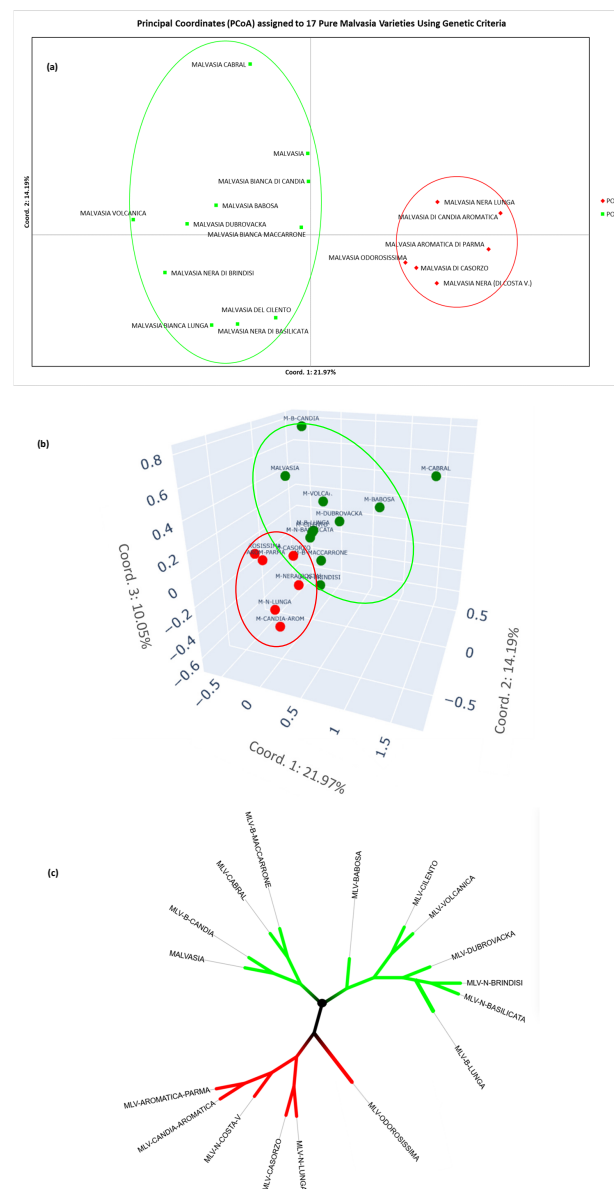 Principal Coordinates (PCoA) assigned to 17 Pure Malvasia Varieties Using Genetic Criteria
(a)
MALVASIA CABRAL
MALVASIA
MALVASIA BIANCA DI CANDIA
MALVASIA BABOSA
MALVASIA VOLCANICA
MALVASIA DUBROVACKA
MALVASIA BIANCA MACCARRONE
MALVASIA NERA DI BRINDISI
MALVASIA DEL CILENTO
MALVASIA BIANCA LUNGA
MALVASIA NERA DI BASILICATA
MALVASIA NERA LUNGA
MALVASIA DI CANDIA AROMATICA
MALVASIA AROMATICA DI PARMA
MALVASIA ODOROSISSIMA
MALVASIA DI CASORZO
MALVASIA NERA (DI COSTA V.)
PO
PO
Coord. 2: 14.19%
Coord. 1: 21.97%
(b)
M-B-CANDIA
MALVASIA
M-CABRAL
M-VOLCA
M-BABOSA
M-DUBROVACKA
M-B-MACCARRONE
M-N-LUNGA
M-CANDIA-AROM
0.8
0.6
0.4
0.2
0
−0.2
−0.4
−0.6
Coord. 3: 10.05%
−0.5
0
0.5
1
1.5
Coord. 1: 21.97%
0.5
0
−0.5
Coord. 2: 14.19%
(c)
MLV-B-MACCARRONE
MLV-CABRAL
MLV-B-CANDIA
MALVASIA
MLV-BABOSA
MLV-CILENTO
MLV-VOLCANICA
MLV-DUBROVACKA
MLV-N-BRINDISI
MLV-N-BASILICATA
MLV-B-LUNGA
MLV-ODOROSISSIMA
MLV-N-LUNGA
MLV-CASORZO
MLV-N-COSTA-V
MLV-CANDIA-AROMATICA
MLV-AROMATICA-PARMA